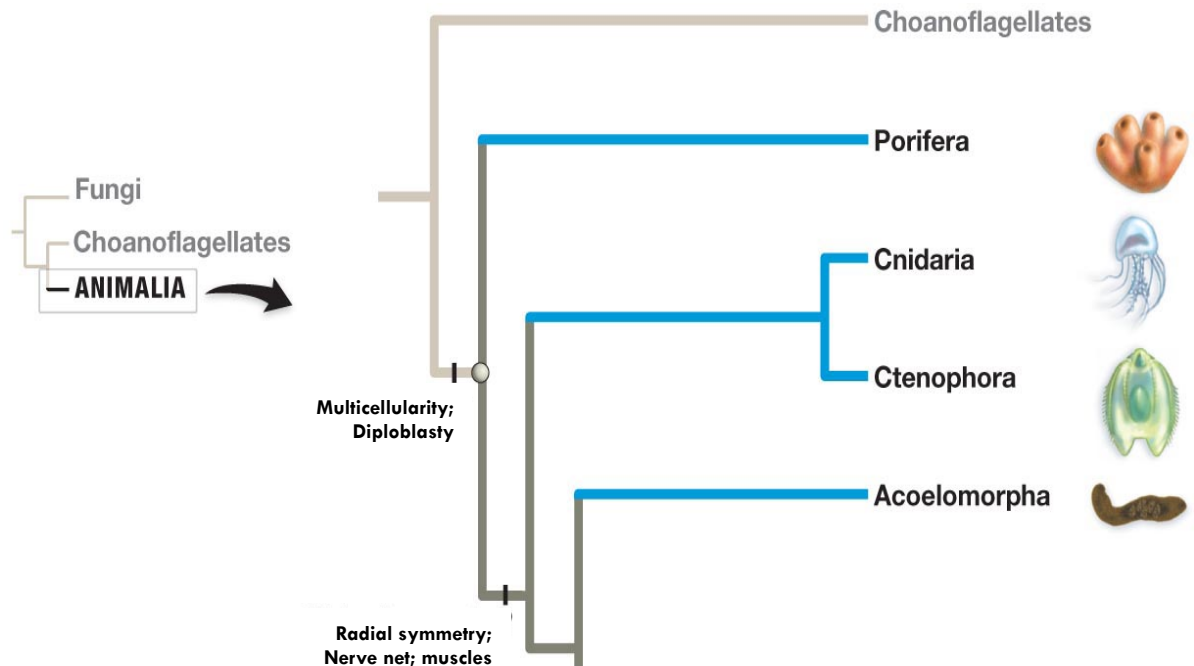 Fungi
Choanoflagellates
ANIMALIA
Choanoflagellates
Porifera
Cnidaria
Ctenophora
Acoelomorpha
Multicellularity;
Diploblasty
Radial symmetry;
Nerve net; muscles